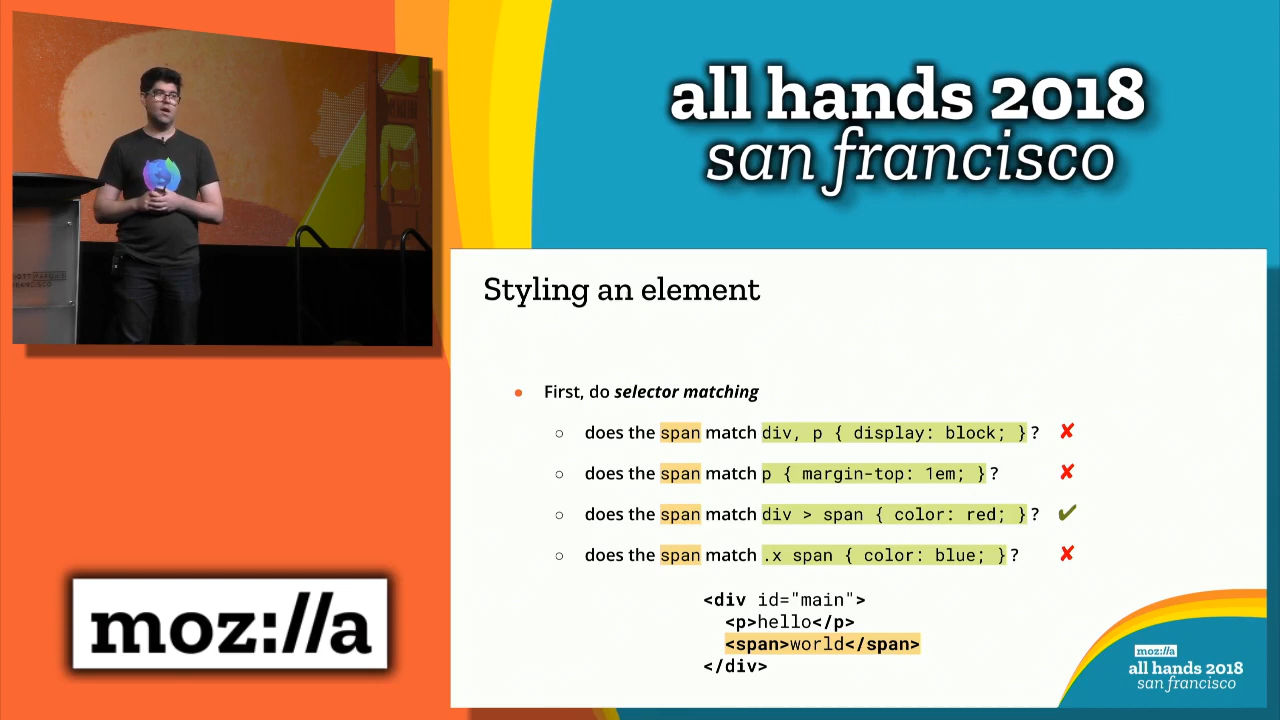 all hands 2018
san francisco
Styling an element
• First, do selector matching
○ does the span match div, p { display: block; } ? ✘
○ does the span match p { margin-top: 1em; } ? ✘
○ does the span match div > span { color: red; } ? ✔
○ does the span match .x span { color: blue; } ? ✘
<div id="main">
<p>hello</p>
<span>world</span>
</div>
moz://a
moz://a
all hands 2018
san francisco